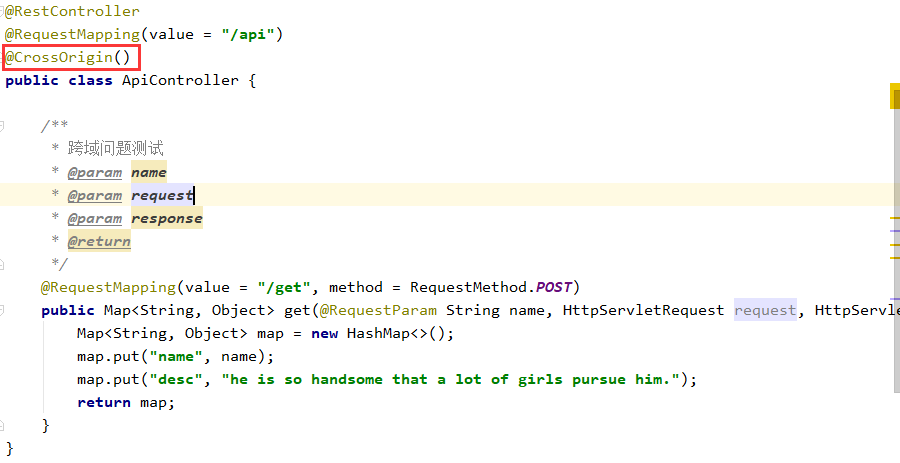 @RestController
@RequestMapping(value = "/api")
@CrossOrigin()
public class ApiController {
/**
* 跨域问题测试
* @param name
* @param request
* @param response
* @return
*/
@RequestMapping(value = "/get", method = RequestMethod.POST)
public Map<String, Object> get(@RequestParam String name, HttpServletRequest request, HttpServle
Map<String, Object> map = new HashMap<>();
map.put("name", name);
map.put("desc", "he is so handsome that a lot of girls pursue him.");
return map;
}
}